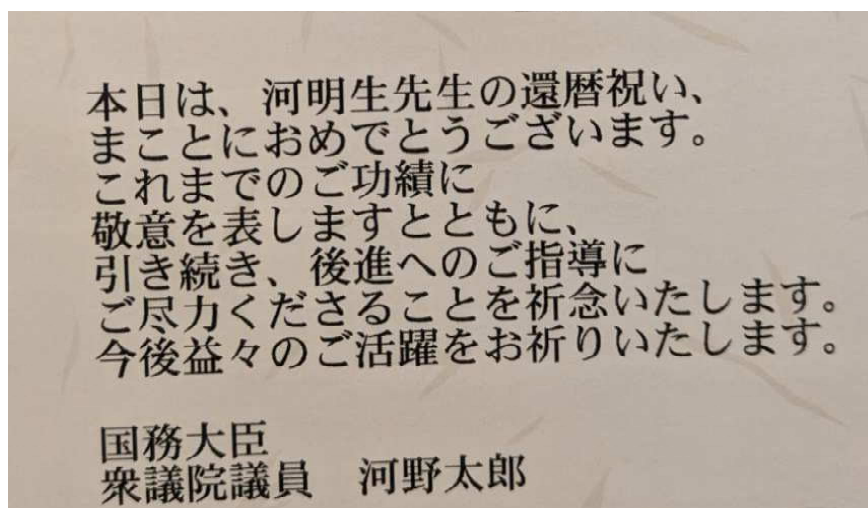 本日は、河明生先生の還暦祝い、
まことにおめでとうございます。
これまでのご功績に
敬意を表しますとともに、
引き続き、後進へのご指導に
ご尽力くださることを祈念いたします。
今後益々のご活躍をお祈りいたします。
国務大臣
衆議院議員　河野太郎